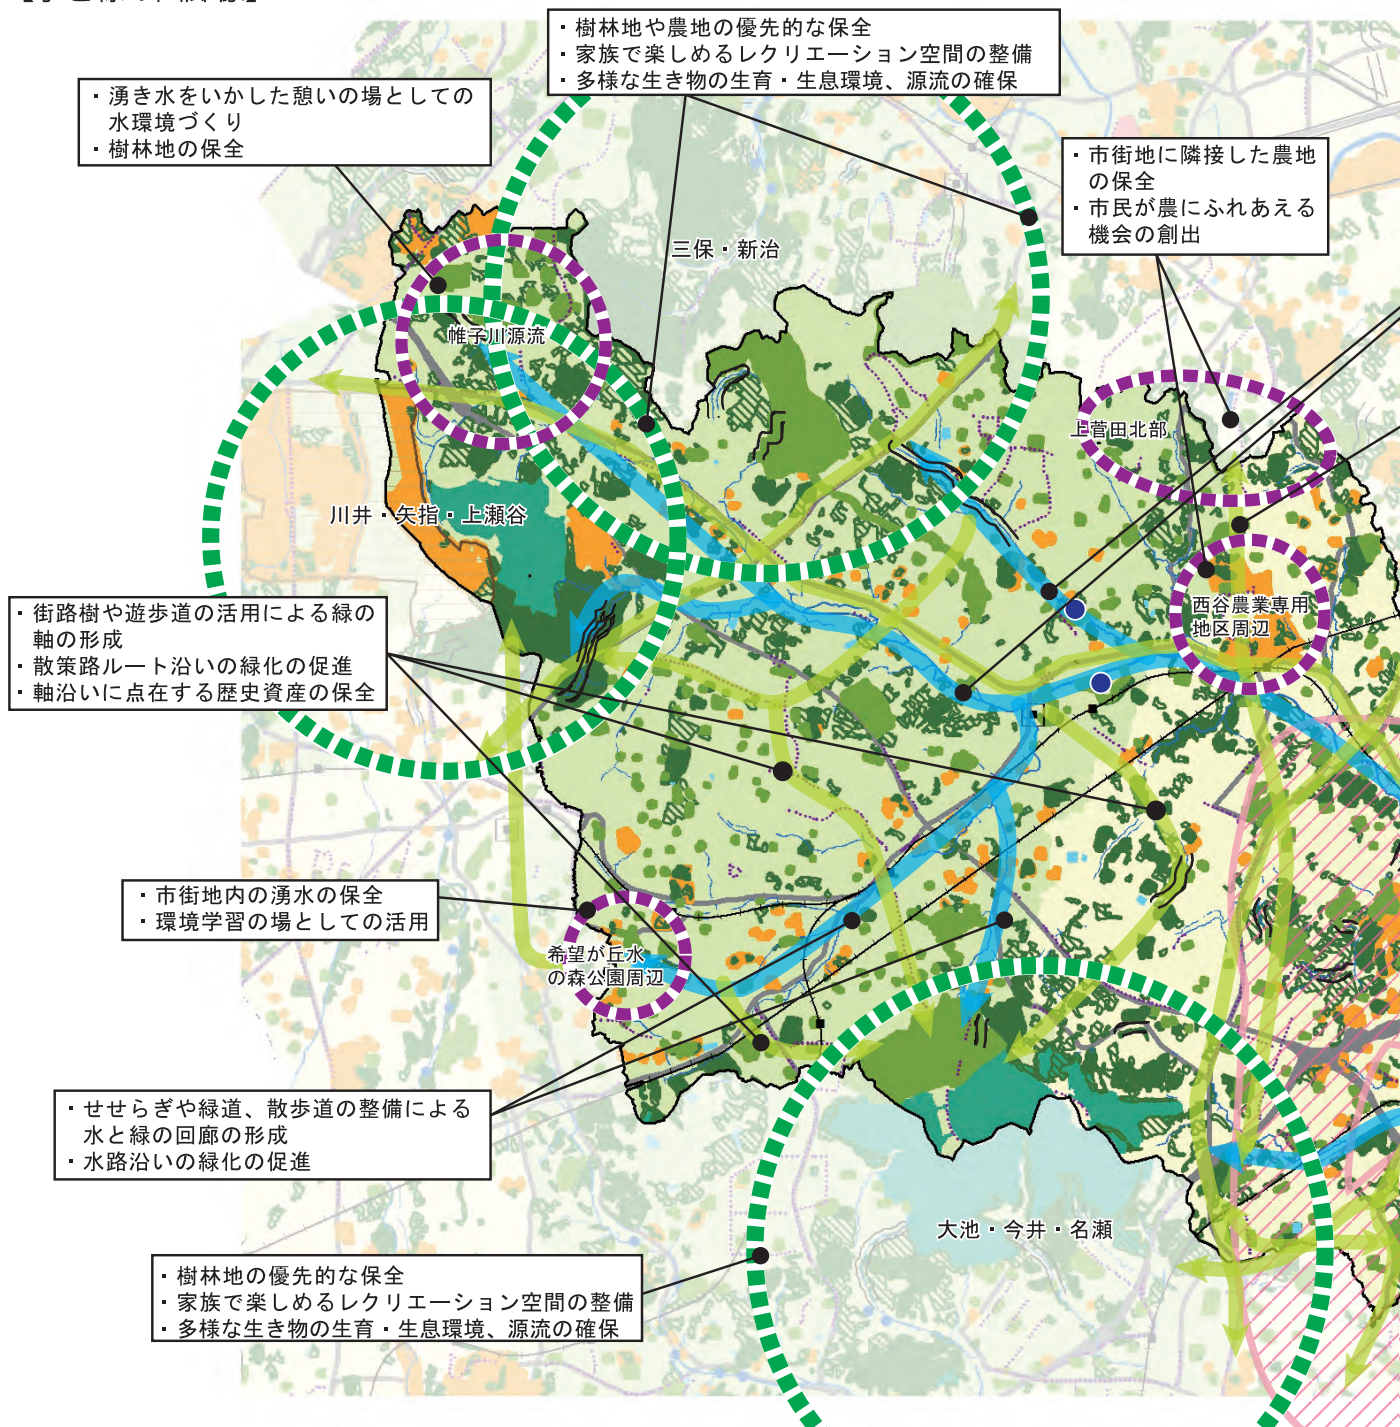 ・樹林地や農地の優先的な保全
・家族で楽しめるレクリエーション空間の整備
・多様な生き物の生育・生息環境、源流の確保
・湧き水をいかした憩いの場としての
水環境づくり
・樹林地の保全
・市街地に隣接した農地
の保全
・市民が農にふれあえる
機会の創出
三保・新治
帷子川源流
上菅田北部
川井・矢指・上瀬谷
西谷農業専用
地区周辺
・街路樹や遊歩道の活用による緑の
軸の形成
・散策路ルート沿いの緑化の促進
・軸沿いに点在する歴史資産の保全
・市街地内の湧水の保全
・環境学習の場としての活用
希望が丘水
の森公園周辺
・せせらぎや緑道、散歩道の整備による
水と緑の回廊の形成
・水路沿いの緑化の促進
大池・今井・名瀬
・樹林地の優先的な保全
・家族で楽しめるレクリエーション空間の整備
・多様な生き物の生育・生息環境、源流の確保